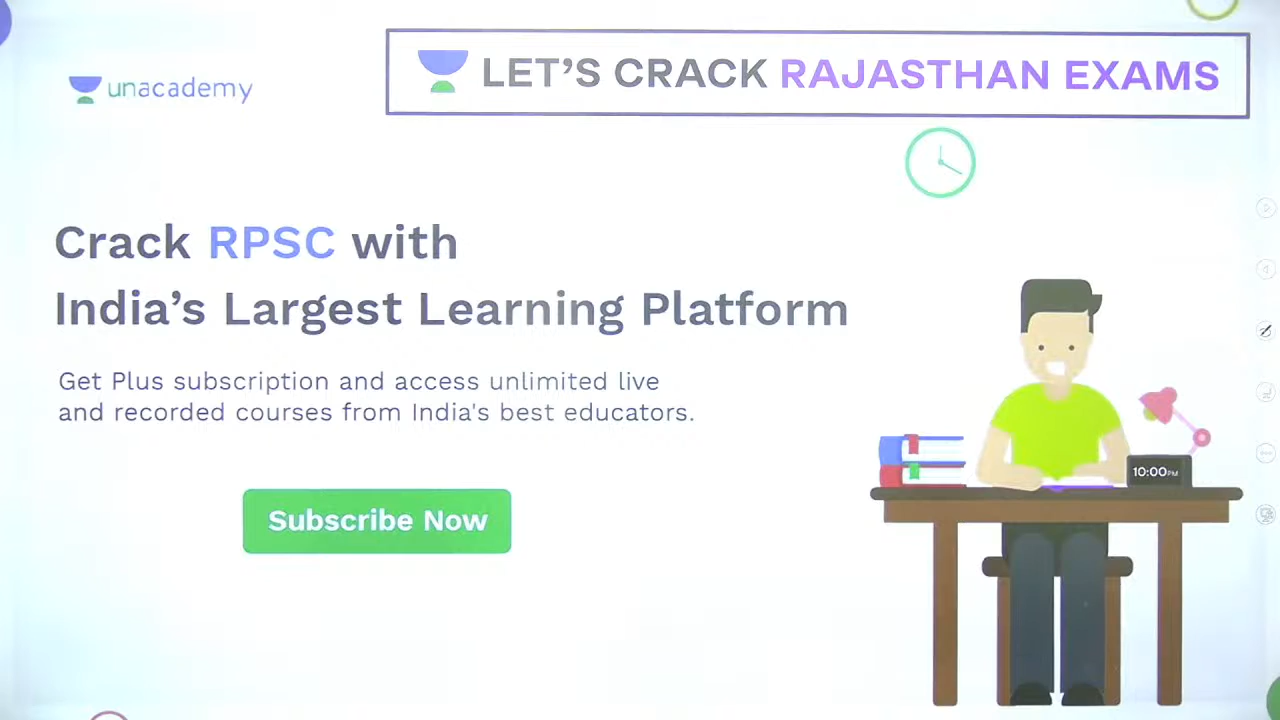 unacademy
LET'S CRACK RAJASTHAN EXAMS
Crack RPSC with
India's Largest Learning Platform
Get Plus subscription and access unlimited live
and recorded courses from India's best educators.
Subscribe Now
10:00PM